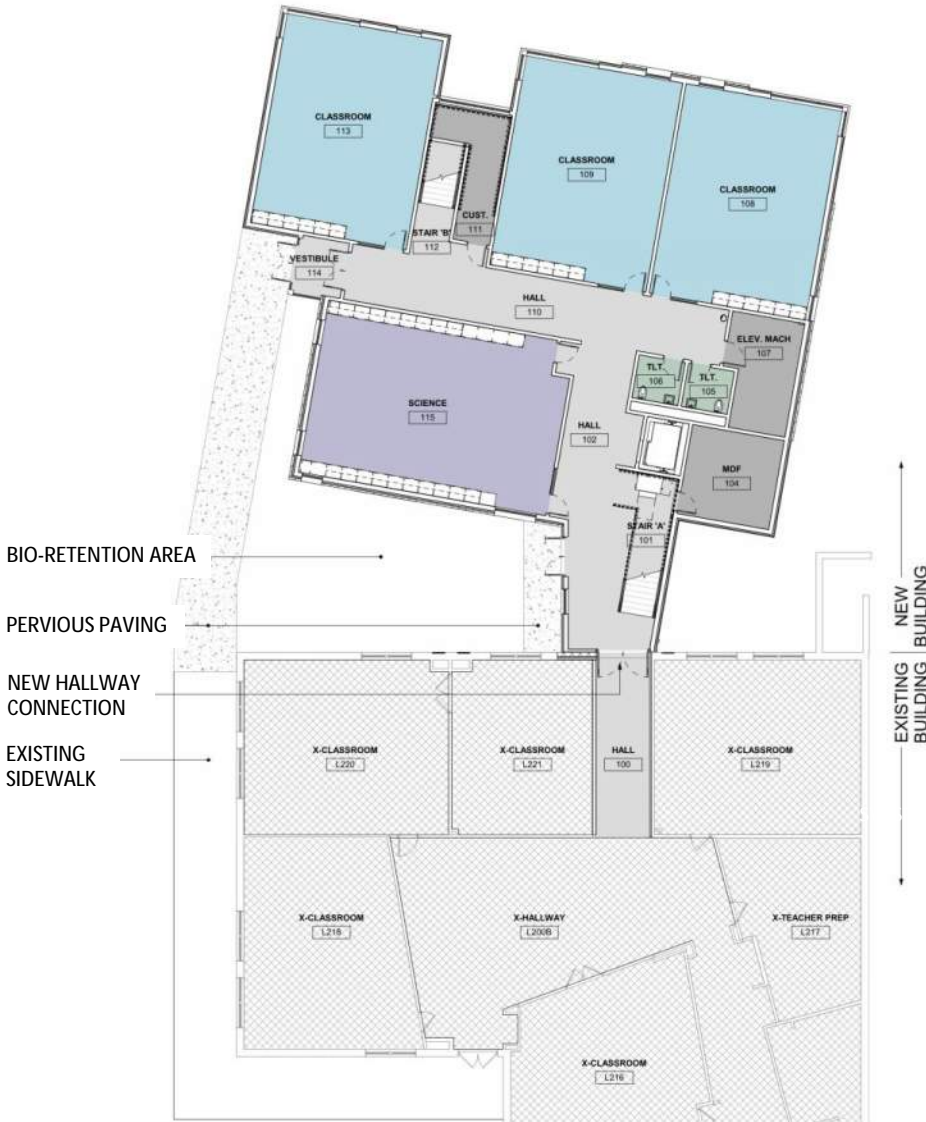 CLASSROOM
113
CLASSROOM
109
CLASSROOM
108
CUST.
111
STAIR 'B'
112
VESTIBULE
114
HALL
110
ELEV. MACH
107
TLT.
106
TLT.
105
SCIENCE
115
HALL
102
MDF
104
STAIR 'A'
101
BIO-RETENTION AREA
PERVIOUS PAVING
NEW HALLWAY
CONNECTION
EXISTING
SIDEWALK
NEW
BUILDING
EXISTING
BUILDING
X-CLASSROOM
L220
X-CLASSROOM
L221
HALL
100
X-CLASSROOM
L219
X-CLASSROOM
L218
X-HALLWAY
L200B
X-TEACHER PREP
L217
X-CLASSROOM
L216